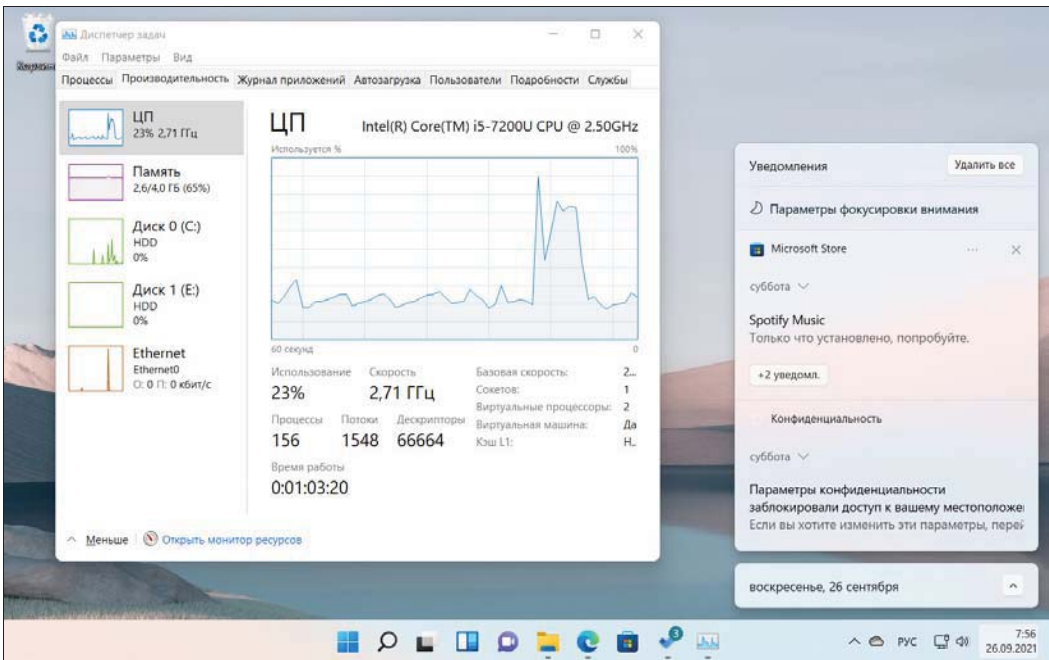 Диспетчер задач
Файл Параметры Вид
Процессы Производительность Журнал приложений Автозагрузка Пользователи Подробности Службы
ЦП
23% 2,71 ГГц
Память
2,6/4,0 ГБ (65%)
Диск 0 (C:)
HDD
0%
Диск 1 (E:)
HDD
0%
Ethernet
Ethernet0
О: 0 П: 0 кбит/с
ЦП Intel(R) Core(TM) i5-7200U CPU @ 2.50GHz
Используется % 100%
60 секунд 0
Использование Скорость
23% 2,71 ГГц
Процессы Потоки Дескрипторы
156 1548 66664
Время работы
0:01:03:20
Базовая скорость: 2...
Сокетов: 1
Виртуальные процессоры: 2
Виртуальная машина: Да
Кэш L1: Н...
Меньше Открыть монитор ресурсов
Уведомления Удалить все
Параметры фокусировки внимания
Microsoft Store
суббота
Spotify Music
Только что установлено, попробуйте.
+2 уведомл.
Конфиденциальность
суббота
Параметры конфиденциальности
заблокировали доступ к вашему местоположе
Если вы хотите изменить эти параметры, перей
воскресенье, 26 сентября
3
РУС
7:56
26.09.2021